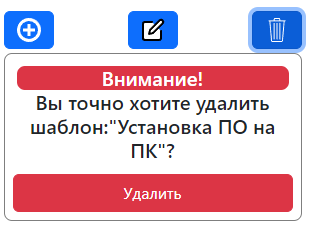 Внимание!
Вы точно хотите удалить
шаблон:"Установка ПО на
ПК"?
Удалить